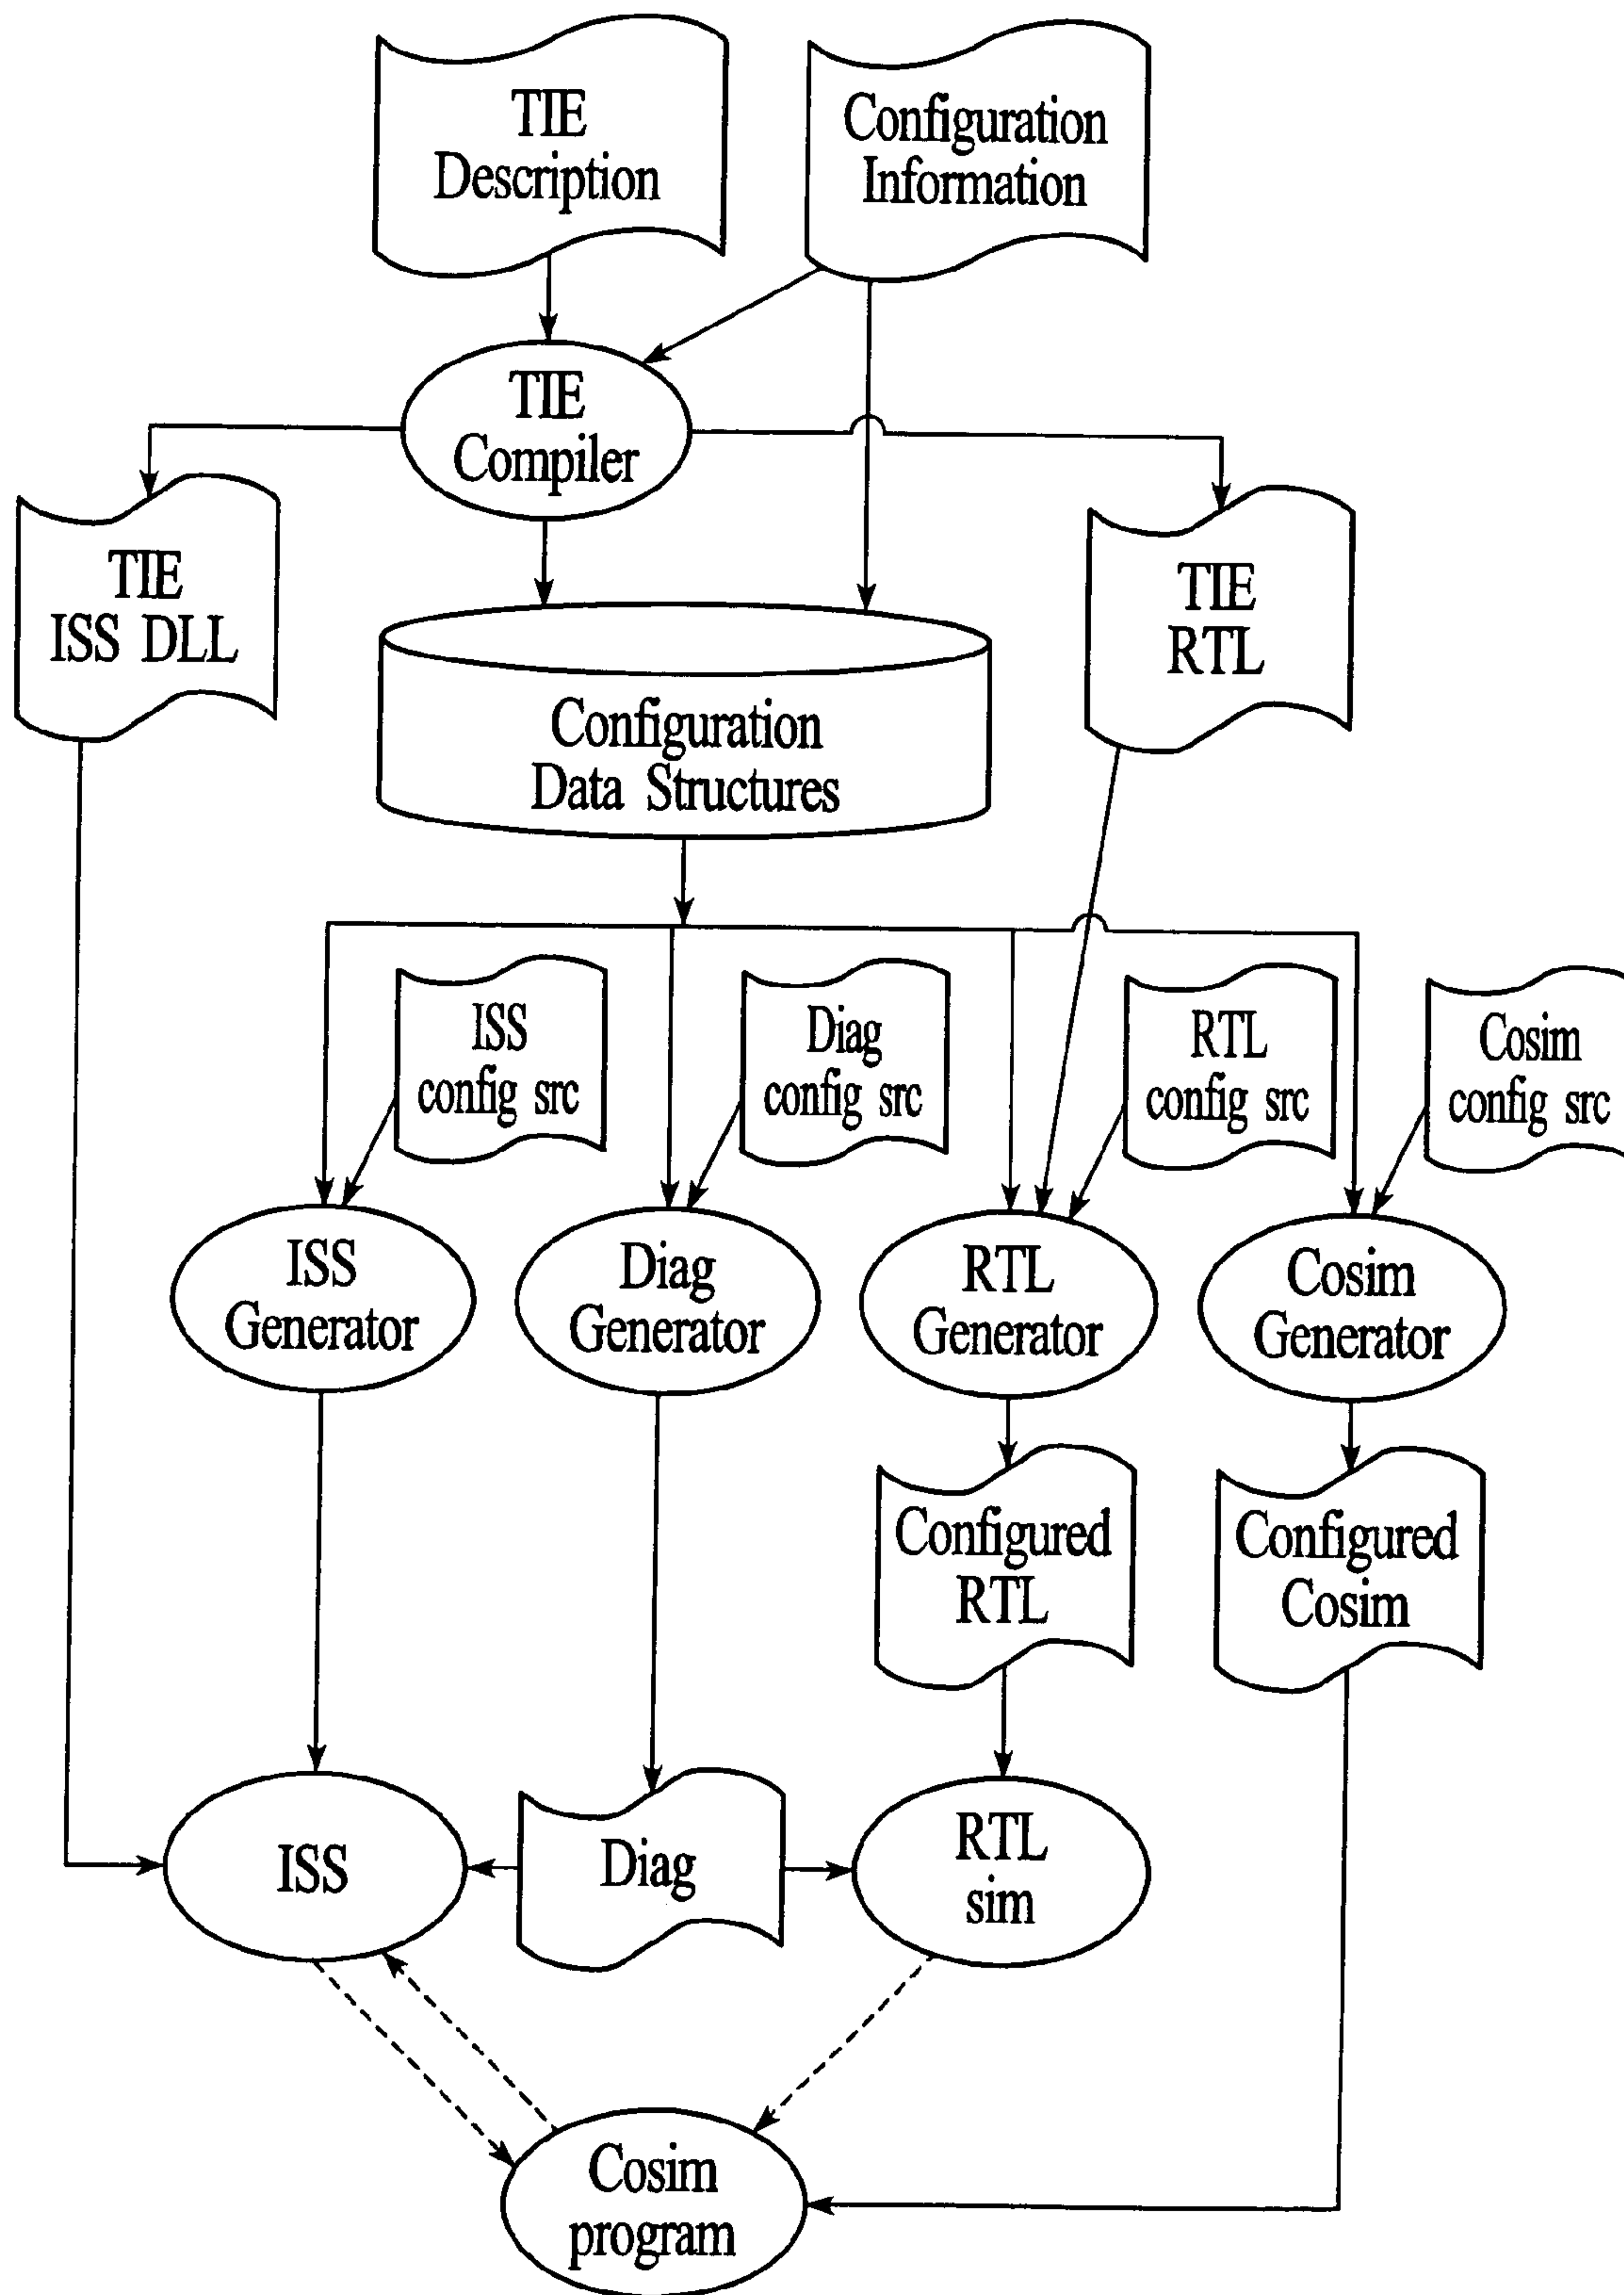 TIE
Description
Configuration
Information
TIE
Compiler
TIE
ISS DLL
TIE
RTL
Configuration
Data Structures
ISS
config src
Diag
config src
RTL
config src
Cosim
config src
ISS
Generator
Diag
Generator
RTL
Generator
Cosim
Generator
Configured
RTL
Configured
Cosim
ISS
Diag
RTL
sim
Cosim
program